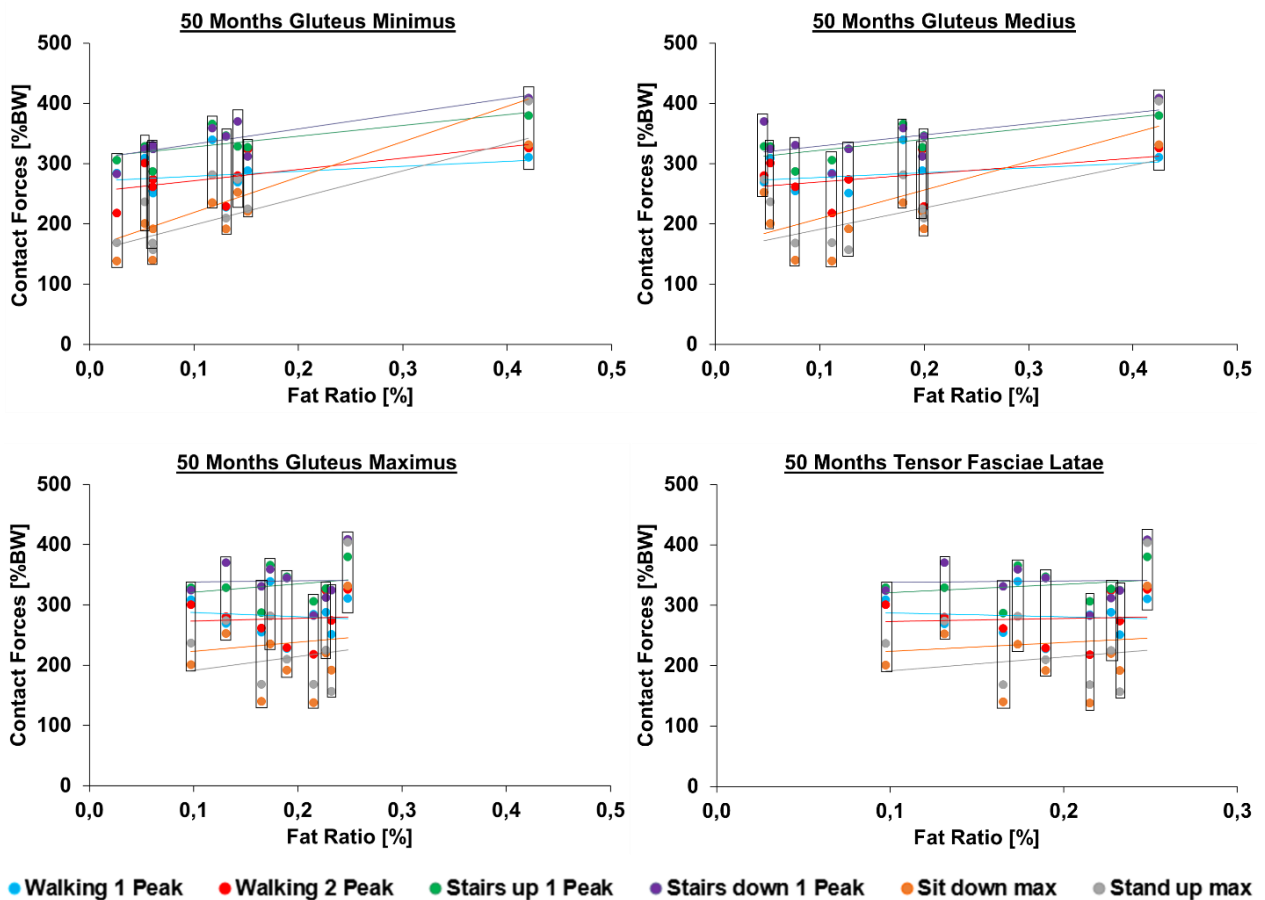 50 Months Gluteus Minimus
500
400
300
200
100
0
Contact Forces [%BW]
0,0 0,1 0,2 0,3 0,4 0,5
Fat Ratio [%]
50 Months Gluteus Medius
500
400
300
200
100
0
Contact Forces [%BW]
0,0 0,1 0,2 0,3 0,4 0,5
Fat Ratio [%]
50 Months Gluteus Maximus
500
400
300
200
100
0
Contact Forces [%BW]
0,0 0,1 0,2 0,3 0,4 0,5
Fat Ratio [%]
50 Months Tensor Fasciae Latae
500
400
300
200
100
0
Contact Forces [%BW]
0,0 0,1 0,2 0,3
Fat Ratio [%]
Walking 1 Peak Walking 2 Peak Stairs up 1 Peak Stairs down 1 Peak Sit down max Stand up max